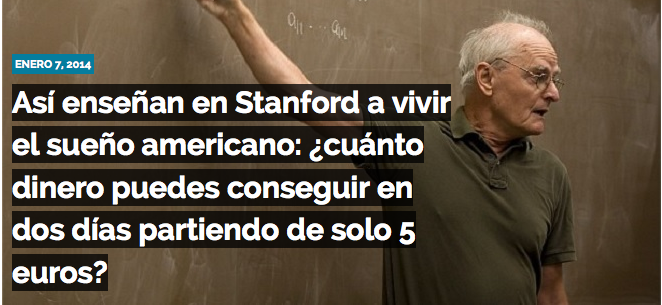 ENERO 7, 2014
Así enseñan en Stanford a vivir
el sueño americano: ¿cuánto
dinero puedes conseguir en
dos días partiendo de solo 5
euros?